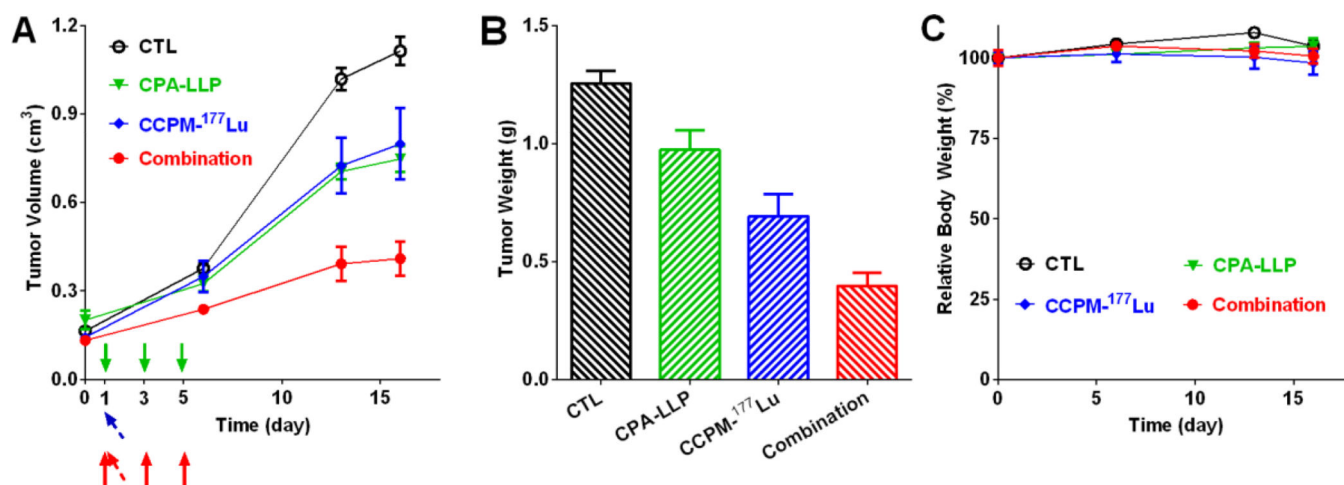 A
Tumor Volume (cm³)
1.2
0.9
0.6
0.3
0.0
CTL
CPA-LLP
CCPM-¹⁷⁷Lu
Combination
0 1 3 5 10 15
Time (day)
B
Tumor Weight (g)
1.5
1.0
0.5
0.0
CTL
CPA-LLP
CCPM-¹⁷⁷Lu
Combination
C
Relative Body Weight (%)
100
75
50
25
0
CTL
CPA-LLP
CCPM-¹⁷⁷Lu
Combination
0 5 10 15
Time (day)